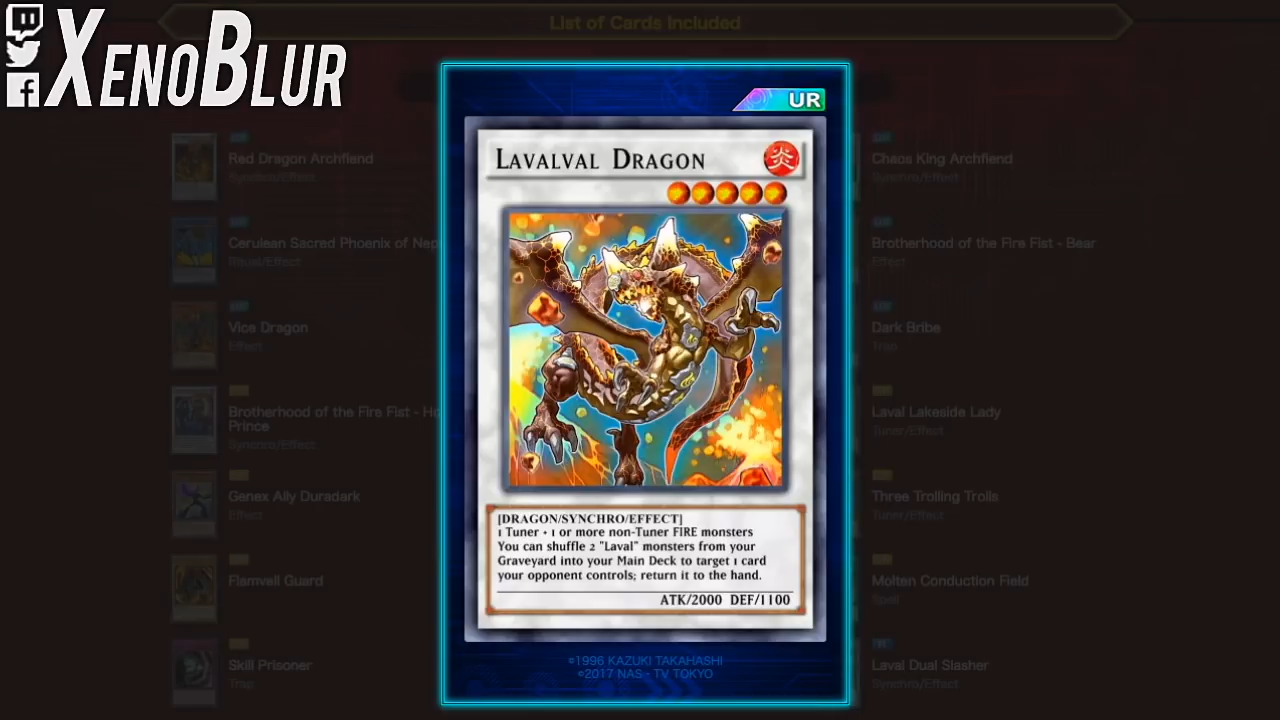 XENOBLUR
List of Cards Included
UR
LAVALVAL DRAGON
炎
[DRAGON/SYNCHRO/EFFECT]
1 Tuner + 1 or more non-Tuner FIRE monsters
You can shuffle 2 "Laval" monsters from your
Graveyard into your Main Deck to target 1 card
your opponent controls; return it to the hand.
ATK/2000 DEF/1100
©1996 KAZUKI TAKAHASHI
©2017 NAS - TV TOKYO
Red Dragon Archfiend
Synchro/Effect
Cerulean Sacred Phoenix of Nep
Ritual/Effect
Vice Dragon
Effect
Brotherhood of the Fire Fist - Ho
Prince
Synchro/Effect
Genex Ally Duradark
Effect
Flamvell Guard
Skill Prisoner
Trap
Chaos King Archfiend
Synchro/Effect
Brotherhood of the Fire Fist - Bear
Effect
Dark Bribe
Trap
Laval Lakeside Lady
Tuner/Effect
Three Trolling Trolls
Tuner/Effect
Molten Conduction Field
Spell
Laval Dual Slasher
Synchro/Effect